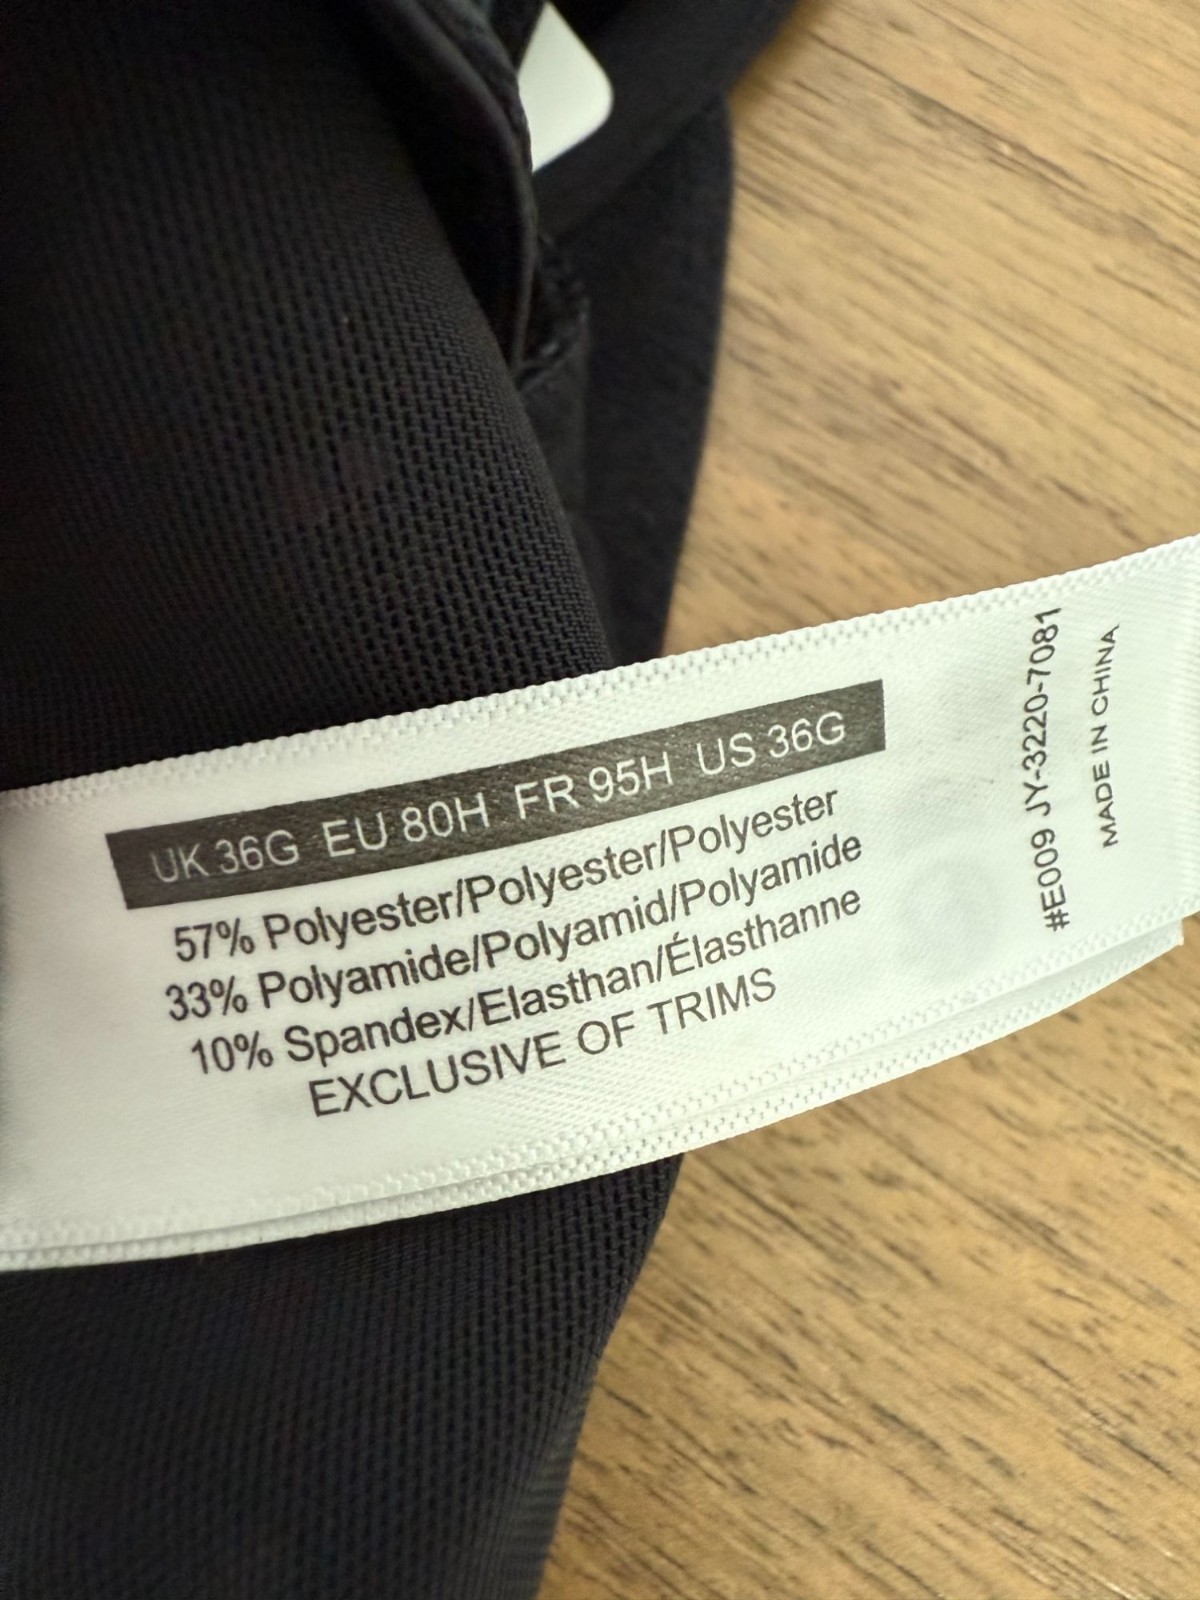 UK 36G EU 80H FR 95H US 36G
57% Polyester/Polyester/Polyester
33% Polyamide/Polyamid/Polyamide
10% Spandex/Elasthan/Élasthanne
EXCLUSIVE OF TRIMS
#E009 JY-3220-7081
MADE IN CHINA